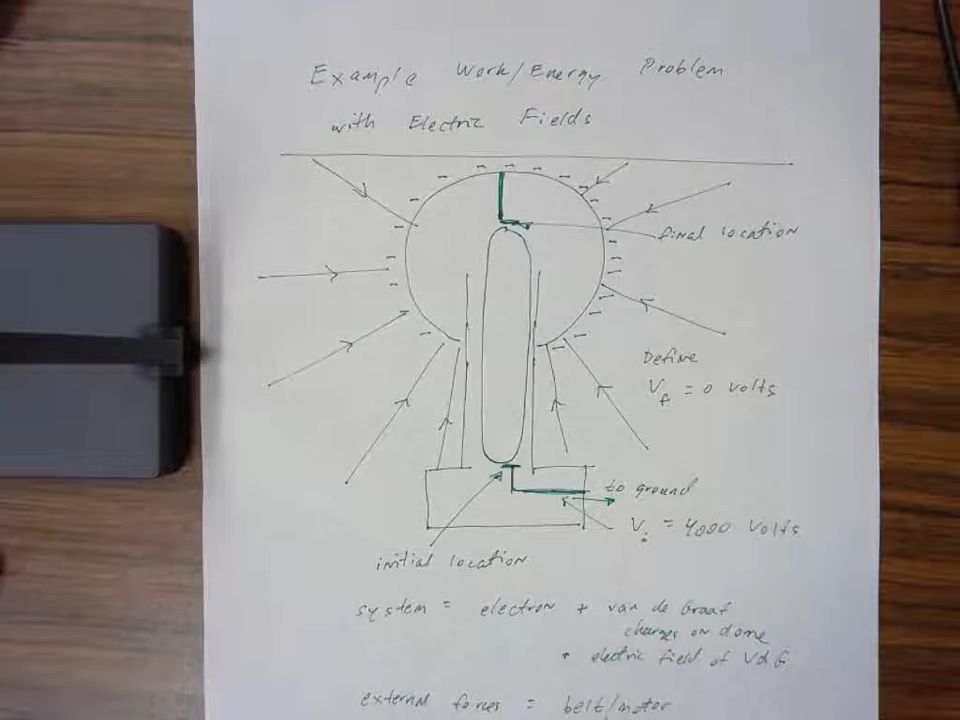 Example Work/Energy Problem
with Electric Fields
final location
Define
Vf = 0 volts
to ground
Vi = 4000 volts
initial location
system = electron + van de Graaf
charges on dome
+ electric field of VdG
external forces = belt/motor